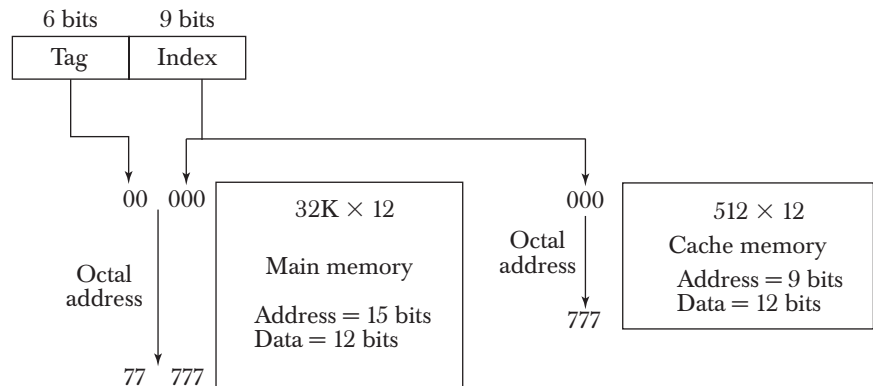 6 bits 9 bits
Tag Index
00 000
32K × 12
Main memory
Address = 15 bits
Data = 12 bits
Octal
address
77 777
000
Octal
address
777
512 × 12
Cache memory
Address = 9 bits
Data = 12 bits